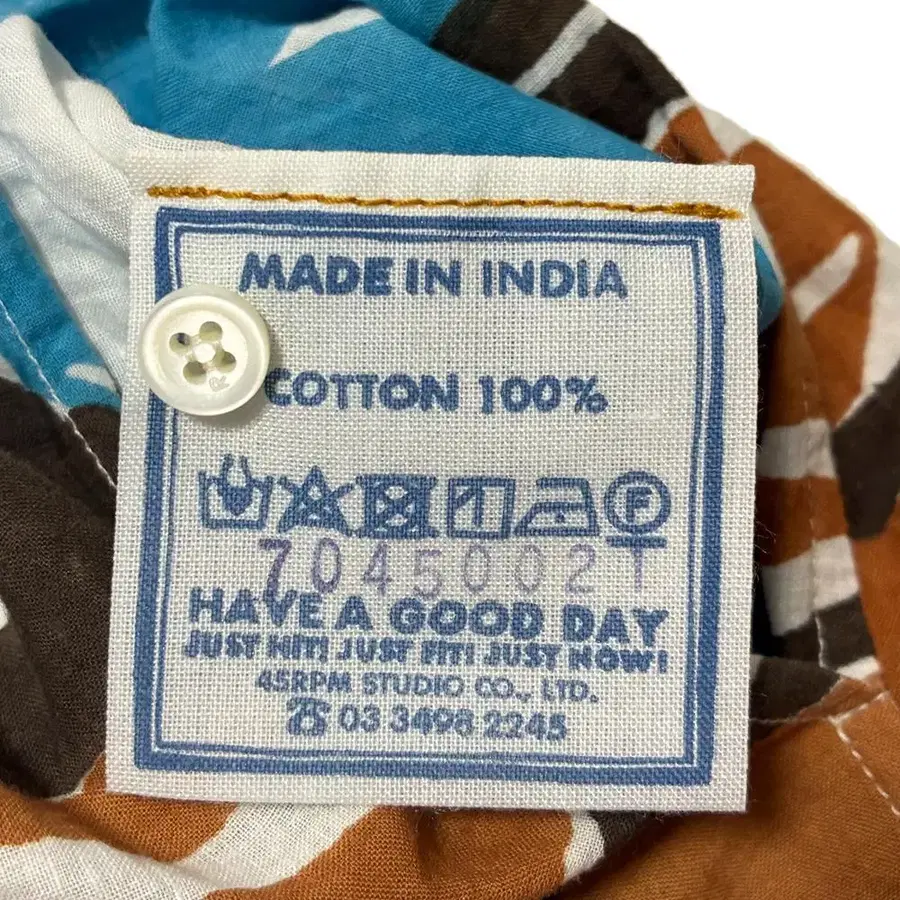 MADE IN INDIA
COTTON 100%
F
70450021
HAVE A GOOD DAY
JUST HIT! JUST FIT! JUST NOW!
45RPM STUDIO CO., LTD.
☎ 03 3498 2245